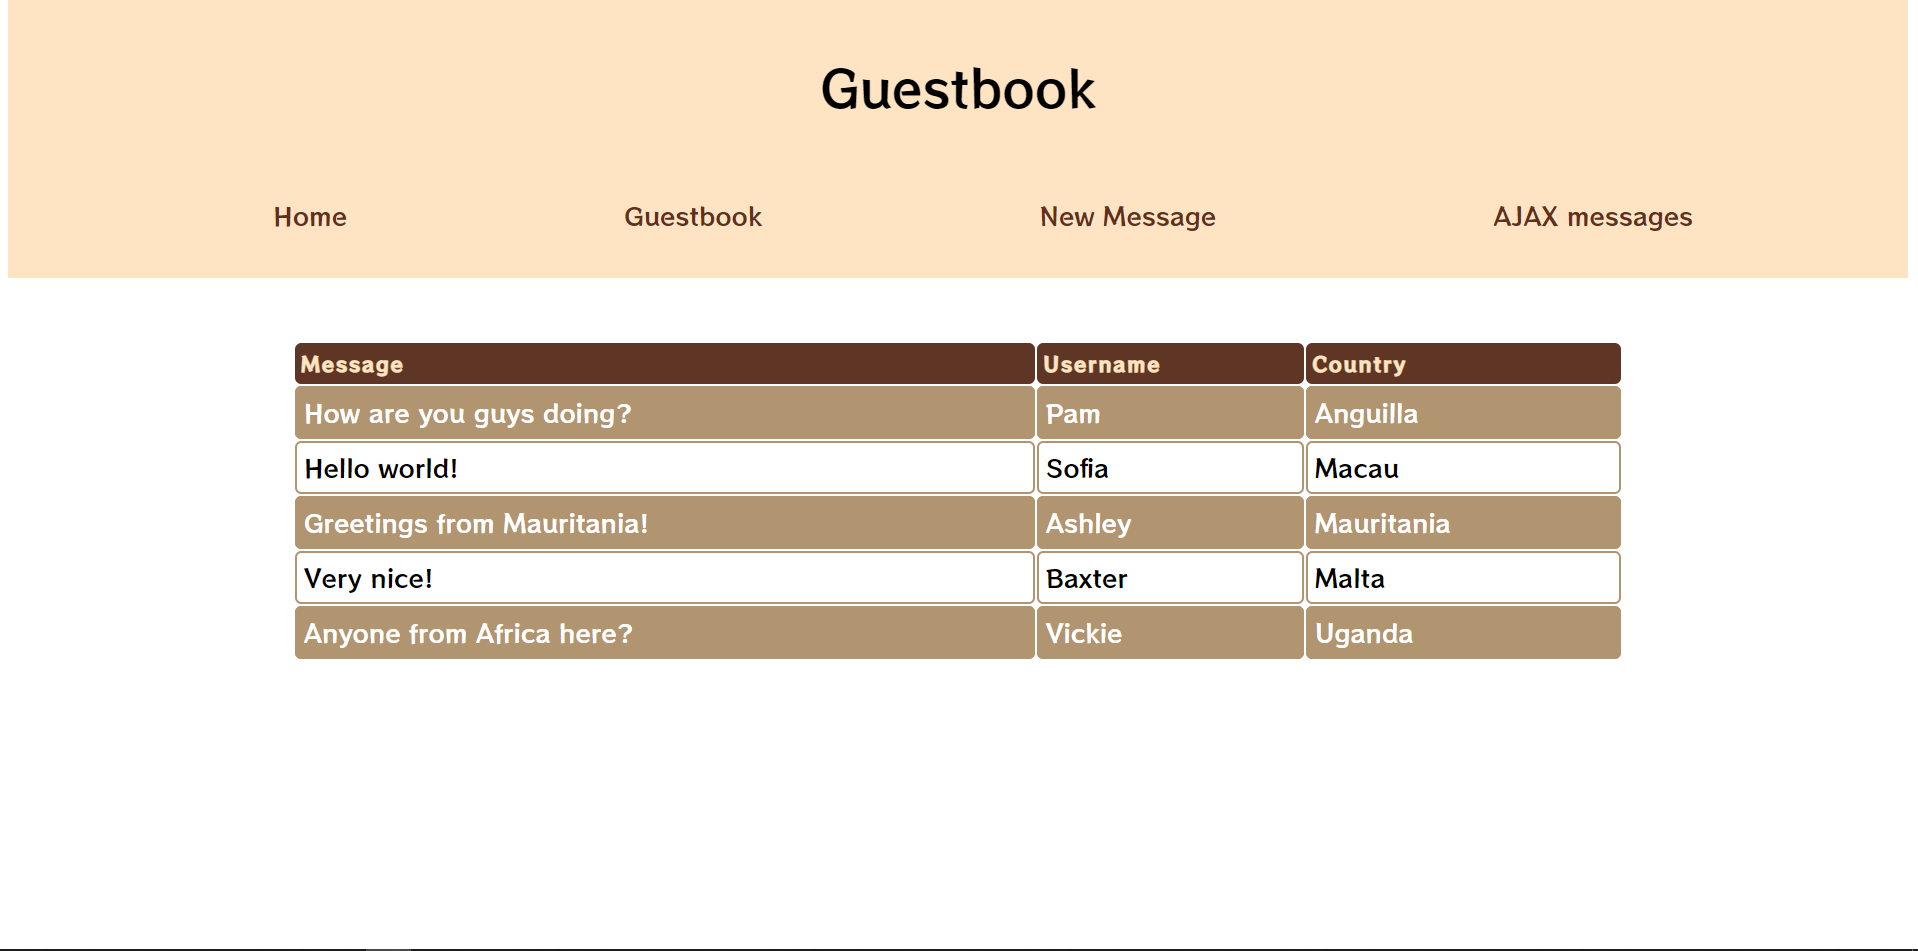 Guestbook
Home Guestbook New Message AJAX messages
Message Username Country
How are you guys doing? Pam Anguilla
Hello world! Sofia Macau
Greetings from Mauritania! Ashley Mauritania
Very nice! Baxter Malta
Anyone from Africa here? Vickie Uganda